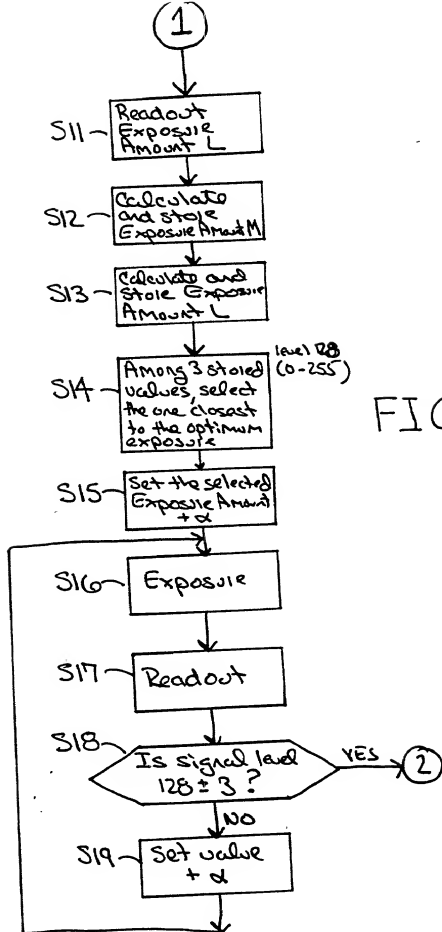 1
S11
Readout
Exposure
Amount L
S12
Calculate
and store
Exposure Amount M
S13
Calculate and
store Exposure
Amount L
S14
Among 3 stored
values, select
the one closest
to the optimum
exposure
level 128
(0-255)
FIG
S15
Set the selected
Exposure Amount
+ α
S16
Exposure
S17
Readout
S18
Is signal level
128 ± 3 ?
YES
2
NO
S19
Set value
+ α